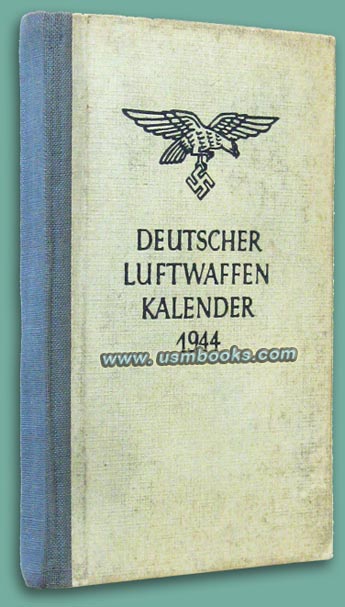 DEUTSCHER
LUFTWAFFEN
KALENDER
1944
www.usmbooks.com